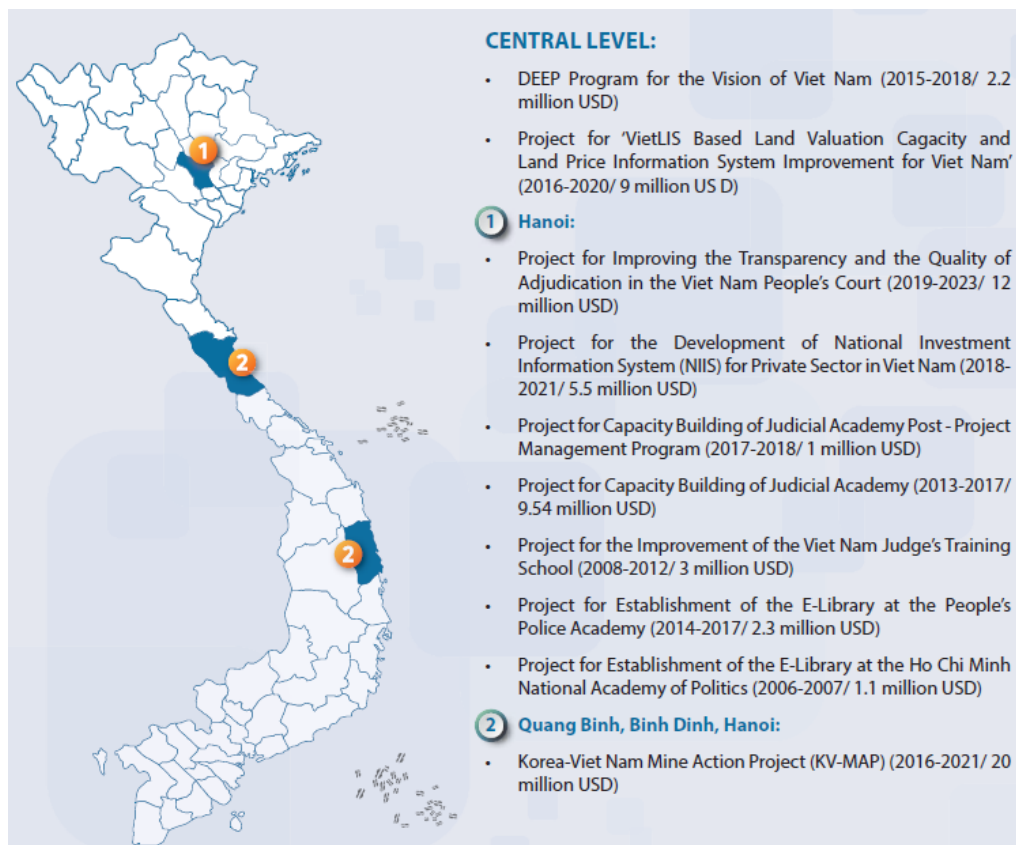 1
2
2
CENTRAL LEVEL:
• DEEP Program for the Vision of Viet Nam (2015-2018/ 2.2
million USD)
• Project for ‘VietLIS Based Land Valuation Cagacity and
Land Price Information System Improvement for Viet Nam’
(2016-2020/ 9 million US D)
1 Hanoi:
• Project for Improving the Transparency and the Quality of
Adjudication in the Viet Nam People’s Court (2019-2023/ 12
million USD)
• Project for the Development of National Investment
Information System (NIIS) for Private Sector in Viet Nam (2018-
2021/ 5.5 million USD)
• Project for Capacity Building of Judicial Academy Post - Project
Management Program (2017-2018/ 1 million USD)
• Project for Capacity Building of Judicial Academy (2013-2017/
9.54 million USD)
• Project for the Improvement of the Viet Nam Judge’s Training
School (2008-2012/ 3 million USD)
• Project for Establishment of the E-Library at the People’s
Police Academy (2014-2017/ 2.3 million USD)
• Project for Establishment of the E-Library at the Ho Chi Minh
National Academy of Politics (2006-2007/ 1.1 million USD)
2 Quang Binh, Binh Dinh, Hanoi:
• Korea-Viet Nam Mine Action Project (KV-MAP) (2016-2021/ 20
million USD)